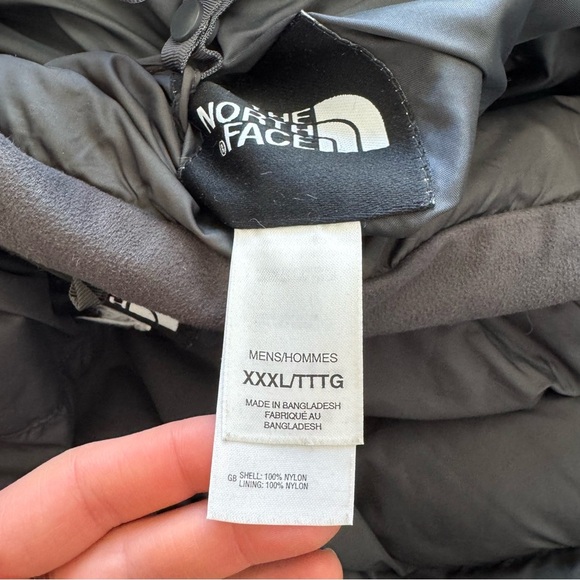 THE
NORTH
FACE®
MENS/HOMMES
XXXL/TTTG
MADE IN BANGLADESH
FABRIQUÉ AU
BANGLADESH
GB SHELL: 100% NYLON
LINING: 100% NYLON